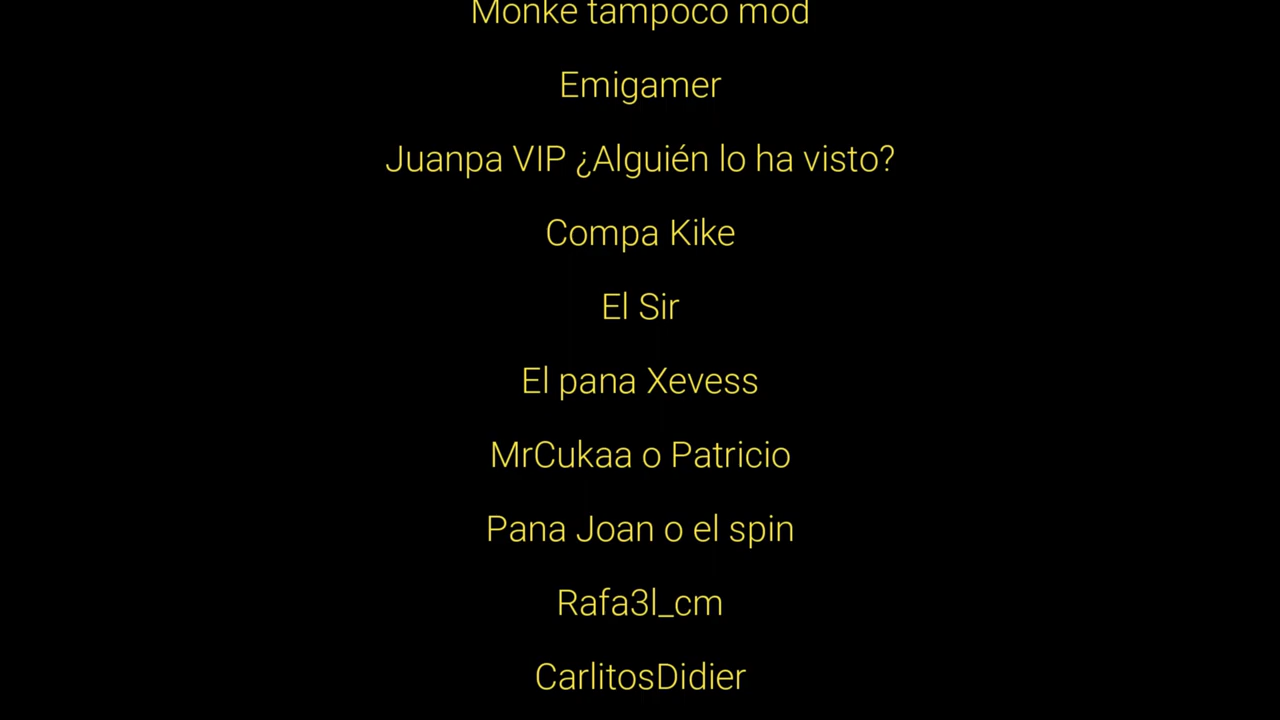 Monke tampoco mod
Emigamer
Juanpa VIP ¿Alguién lo ha visto?
Compa Kike
El Sir
El pana Xevess
MrCukaa o Patricio
Pana Joan o el spin
Rafa3l_cm
CarlitosDidier